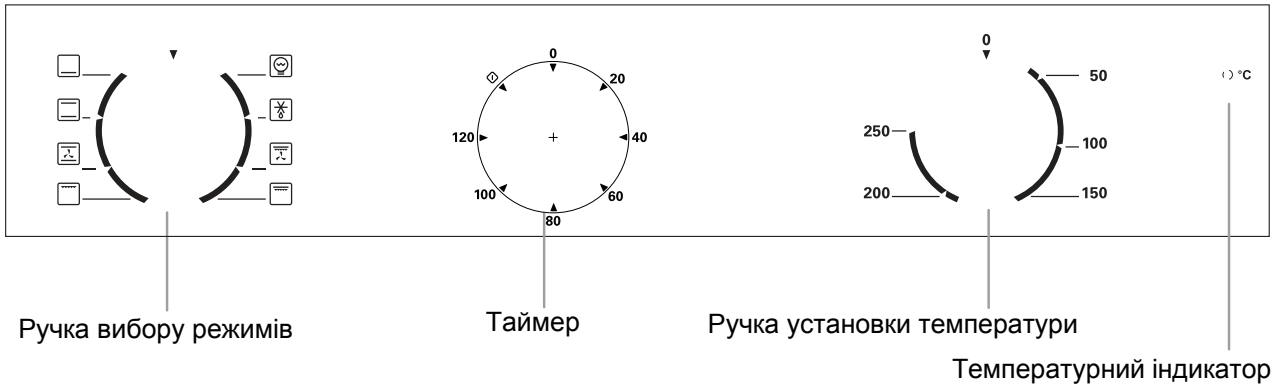 0
20
40
60
80
100
120
0
50
100
150
200
250
°C
Ручка вибору режимів
Таймер
Ручка установки температури
Температурний індикатор